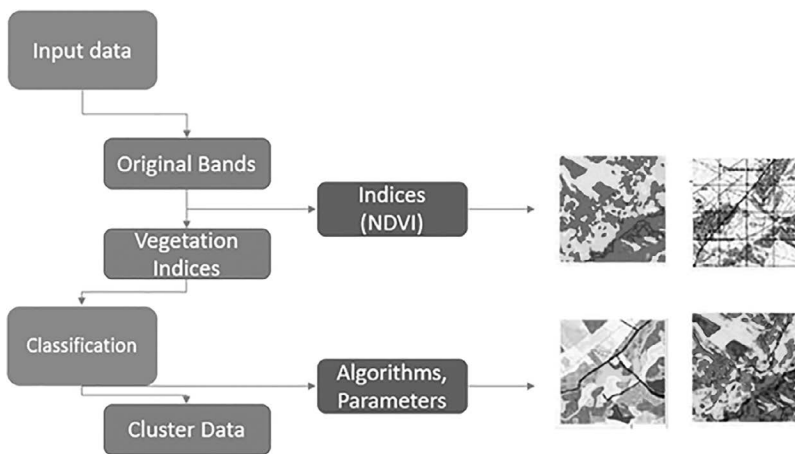 Input data
Original Bands
Indices
(NDVI)
Vegetation
Indices
Classification
Algorithms,
Parameters
Cluster Data